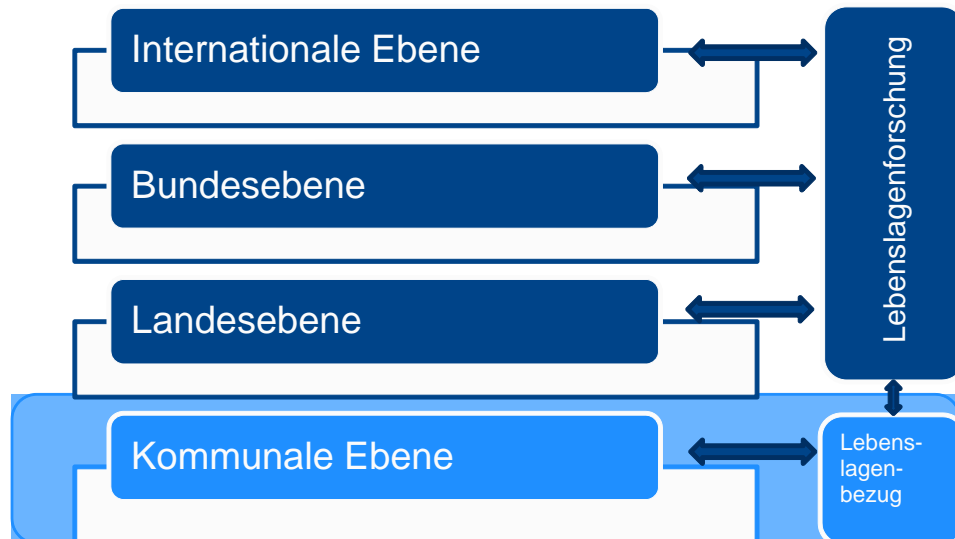 Internationale Ebene
Bundesebene
Landesebene
Kommunale Ebene
Lebenslagenforschung
Lebens-
lagen-
bezug